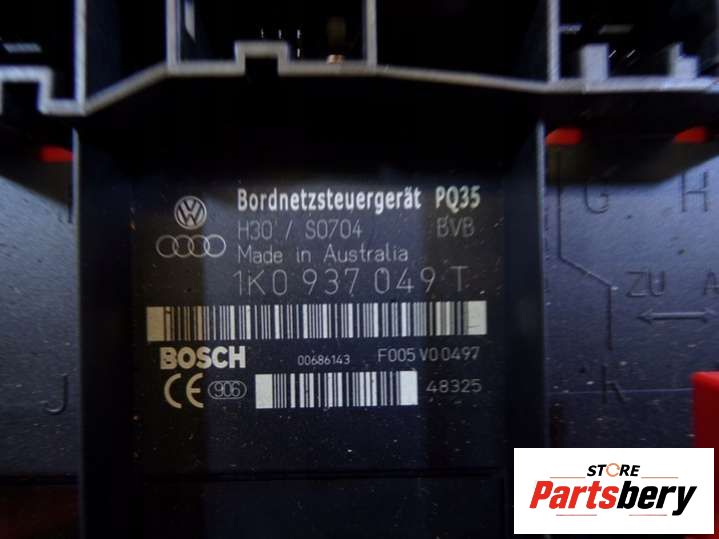 Bordnetzsteuergerät PQ35
H30 / S0704 BVB
Made in Australia
1K0 937 049 T
BOSCH 00686143 F005 V0 0497
CE 906 48325
G H
ZU A
J
K
STORE
Partsbery